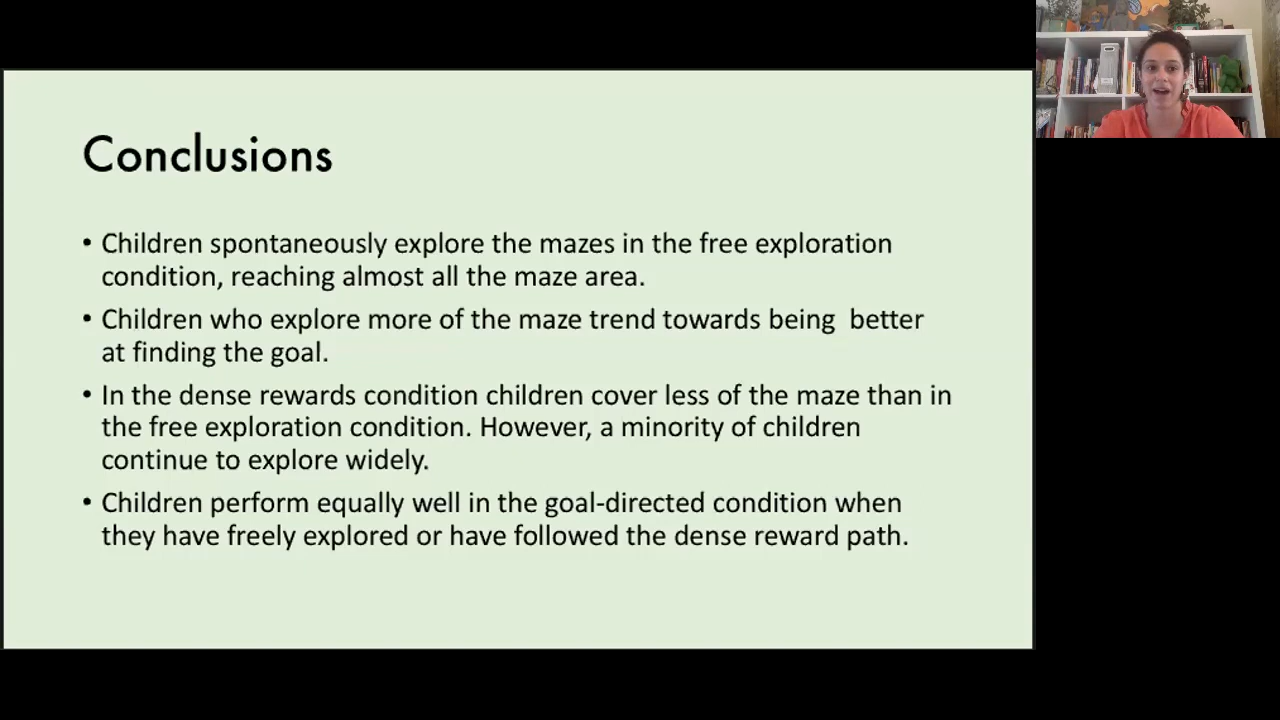 Conclusions
• Children spontaneously explore the mazes in the free exploration
condition, reaching almost all the maze area.
• Children who explore more of the maze trend towards being  better
at finding the goal.
• In the dense rewards condition children cover less of the maze than in
the free exploration condition. However, a minority of children
continue to explore widely.
• Children perform equally well in the goal-directed condition when
they have freely explored or have followed the dense reward path.